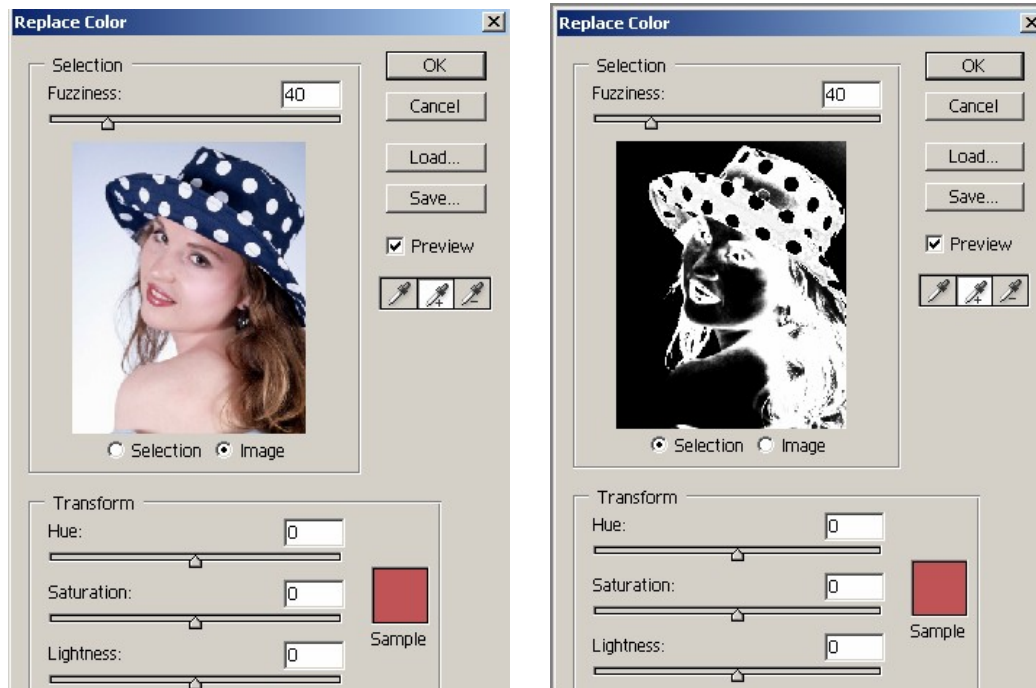 Replace Color
Selection
Fuzziness: 40
OK
Cancel
Load...
Save...
Preview
Selection Image
Transform
Hue: 0
Saturation: 0
Lightness: 0
Sample
Replace Color
Selection
Fuzziness: 40
OK
Cancel
Load...
Save...
Preview
Selection Image
Transform
Hue: 0
Saturation: 0
Lightness: 0
Sample